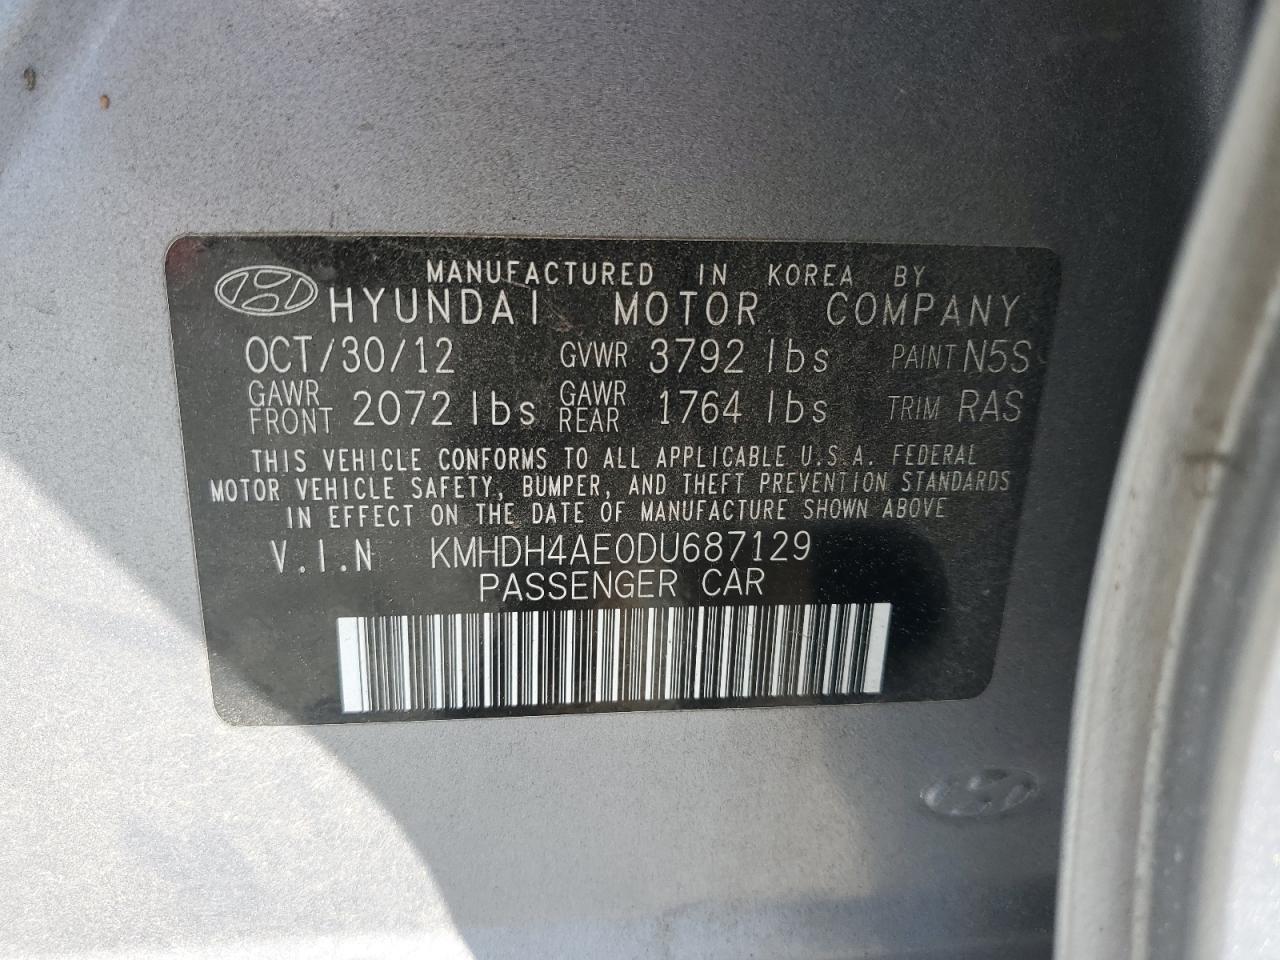 MANUFACTURED IN KOREA BY
HYUNDAI MOTOR COMPANY
OCT/30/12 GVWR 3792 lbs PAINT N5S
GAWR FRONT 2072 lbs GAWR REAR 1764 lbs TRIM RAS
THIS VEHICLE CONFORMS TO ALL APPLICABLE U.S.A. FEDERAL
MOTOR VEHICLE SAFETY, BUMPER, AND THEFT PREVENTION STANDARDS
IN EFFECT ON THE DATE OF MANUFACTURE SHOWN ABOVE
V.I.N KMHDH4AE0DU687129
PASSENGER CAR